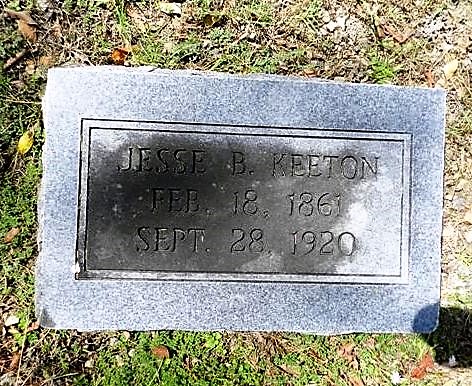 JESSE B. KEETON
FEB. 18, 1861
SEPT. 28, 1920